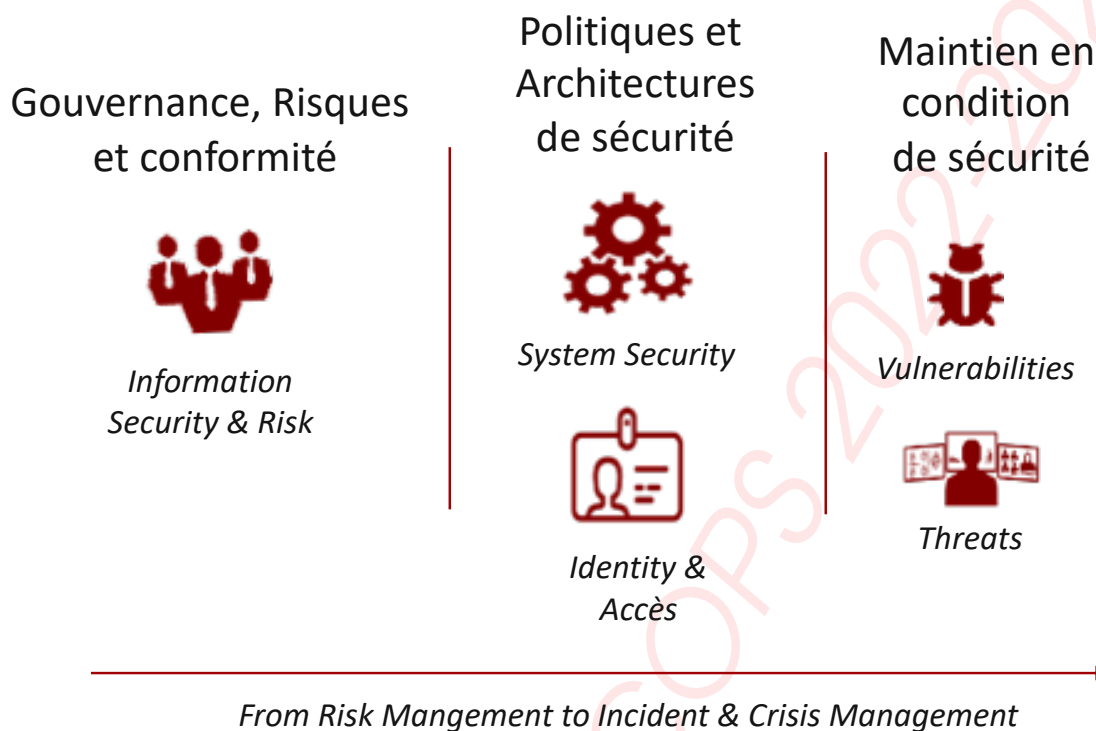 Gouvernance, Risques
et conformité
Information
Security & Risk
Politiques et
Architectures
de sécurité
System Security
Identity &
Accès
Maintien en
condition
de sécurité
Vulnerabilities
Threats
From Risk Mangement to Incident & Crisis Management